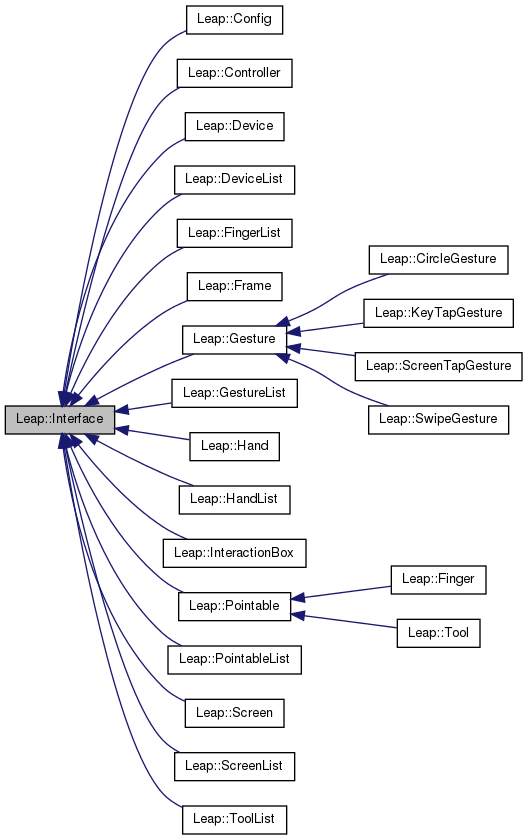 Leap::Config
Leap::Controller
Leap::Device
Leap::DeviceList
Leap::FingerList
Leap::CircleGesture
Leap::Frame
Leap::KeyTapGesture
Leap::Gesture
Leap::ScreenTapGesture
Leap::GestureList
Leap::Interface
Leap::SwipeGesture
Leap::Hand
Leap::HandList
Leap::InteractionBox
Leap::Finger
Leap::Pointable
Leap::Tool
Leap::PointableList
Leap::Screen
Leap::ScreenList
Leap::ToolList